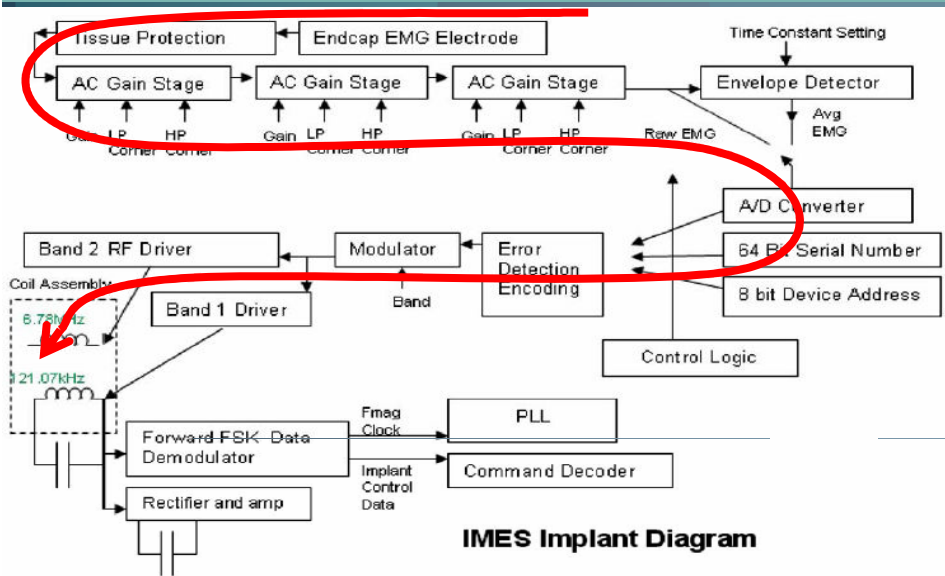 Tissue Protection
Endcap EMG Electrode
Time Constant Setting
AC Gain Stage
AC Gain Stage
AC Gain Stage
Envelope Detector
Gain LP Corner HP Corner
Gain LP Corner HP Corner
Gain LP Corner HP Corner
Raw EMG
Avg
EMG
A/D Converter
Band 2 RF Driver
Modulator
Error
Detection
Encoding
64 Bit Serial Number
Coil Assembly
Band 1 Driver
Band
8 bit Device Address
6.78MHz
Control Logic
121.07kHz
Fmag
Clock
PLL
Forward FSK Data
Demodulator
Implant
Control
Data
Command Decoder
Rectifier and amp
IMES Implant Diagram